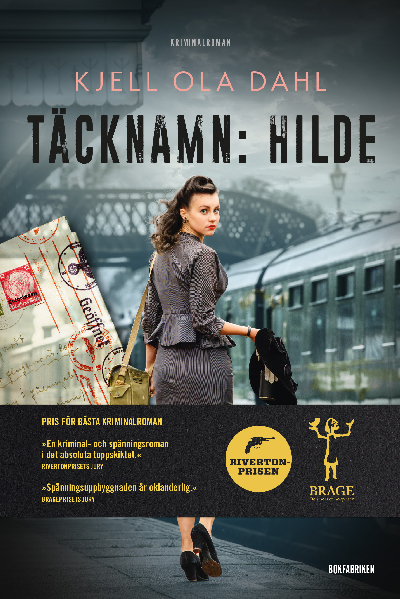 KRIMINALROMAN
KJELL OLA DAHL
TÄCKNAMN: HILDE
Geöffnet
PRIS FÖR BÄSTA KRIMINALROMAN
»En kriminal- och spänningsroman
i det absoluta toppskiktet.«
RIVERTONPRISETS JURY
»Spänningsuppbyggnaden är oklanderlig.«
BRAGEPRISETS JURY
RIVERTON-
PRISEN
BRAGE
BOKFABRIKEN